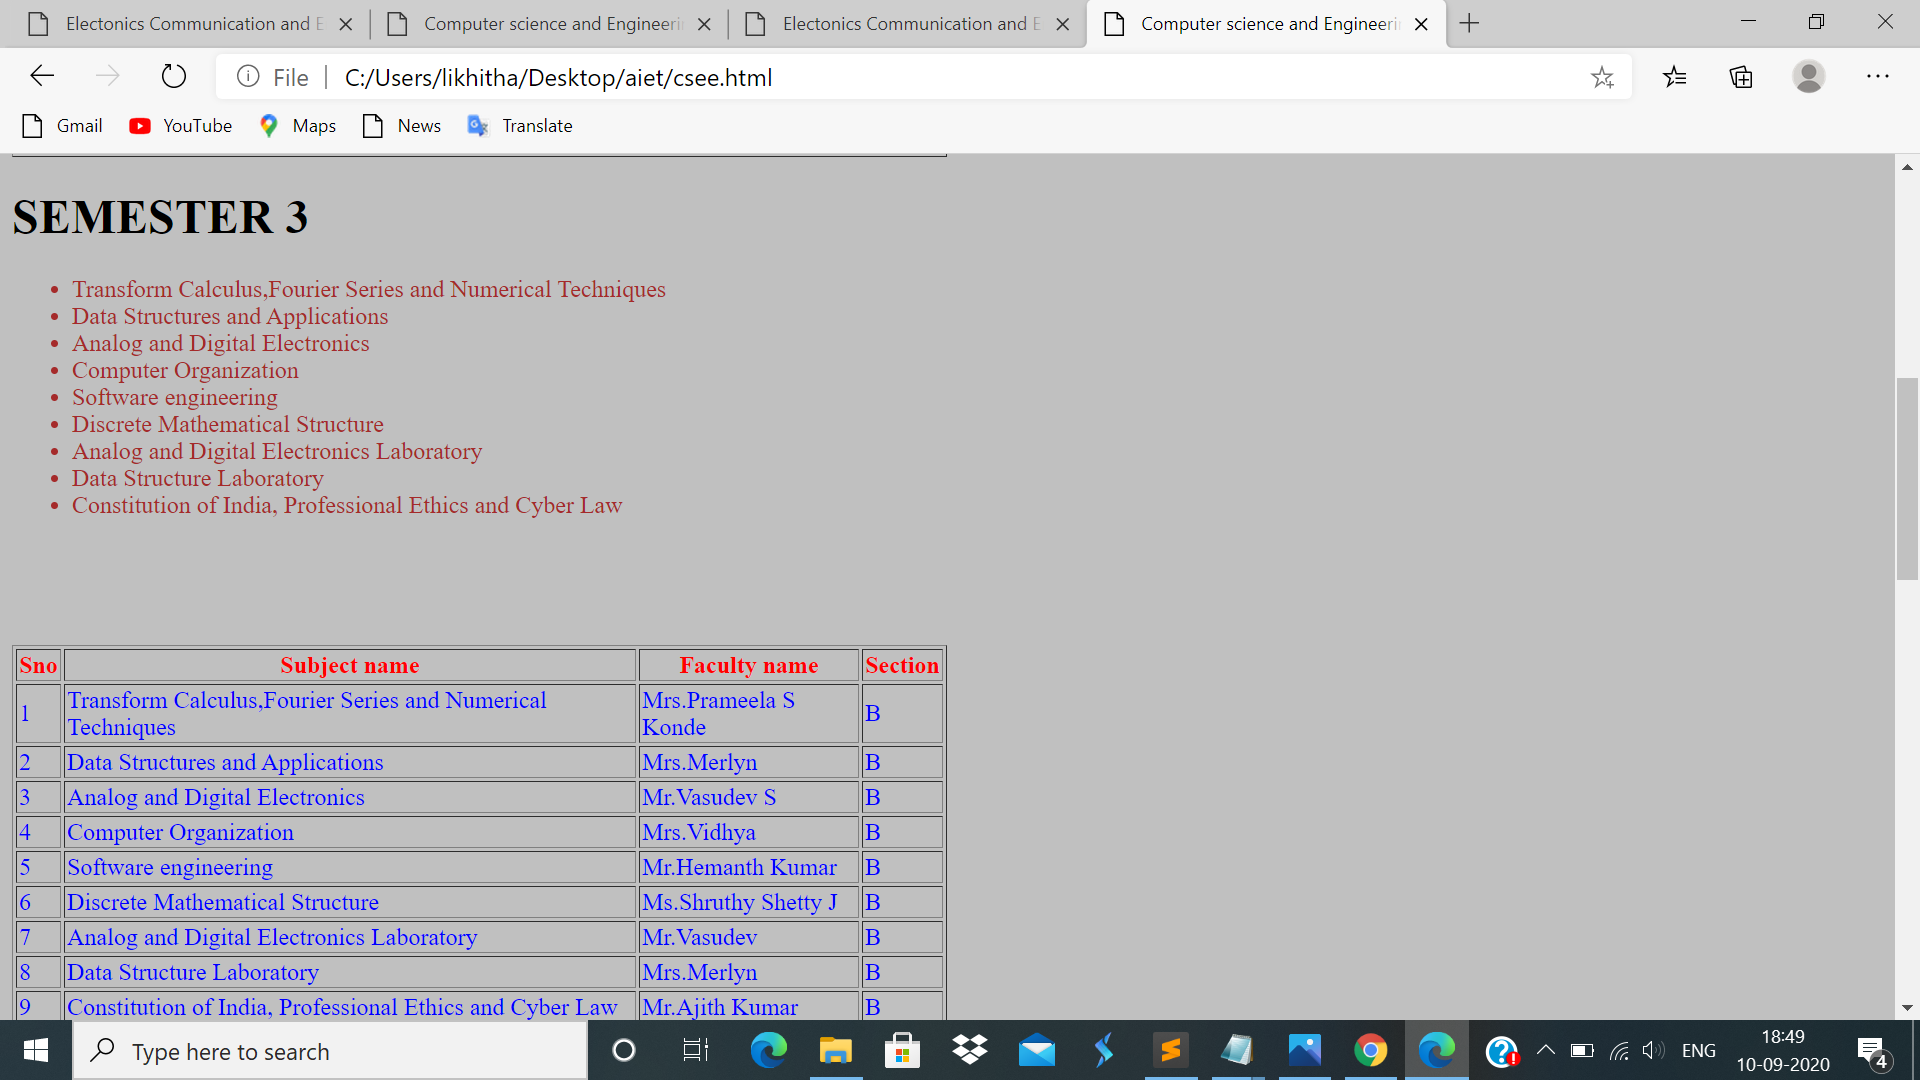 Electonics Communication and E
Computer science and Engineeri
Electonics Communication and E
Computer science and Engineeri
File
C:/Users/likhitha/Desktop/aiet/csee.html
Gmail
YouTube
Maps
News
Translate
SEMESTER 3
Transform Calculus,Fourier Series and Numerical Techniques
Data Structures and Applications
Analog and Digital Electronics
Computer Organization
Software engineering
Discrete Mathematical Structure
Analog and Digital Electronics Laboratory
Data Structure Laboratory
Constitution of India, Professional Ethics and Cyber Law
Sno Subject name Faculty name Section
1 Transform Calculus,Fourier Series and Numerical Techniques Mrs.Prameela S Konde B
2 Data Structures and Applications Mrs.Merlyn B
3 Analog and Digital Electronics Mr.Vasudev S B
4 Computer Organization Mrs.Vidhya B
5 Software engineering Mr.Hemanth Kumar B
6 Discrete Mathematical Structure Ms.Shruthy Shetty J B
7 Analog and Digital Electronics Laboratory Mr.Vasudev B
8 Data Structure Laboratory Mrs.Merlyn B
9 Constitution of India, Professional Ethics and Cyber Law Mr.Ajith Kumar B
Type here to search
ENG
18:49
10-09-2020
4